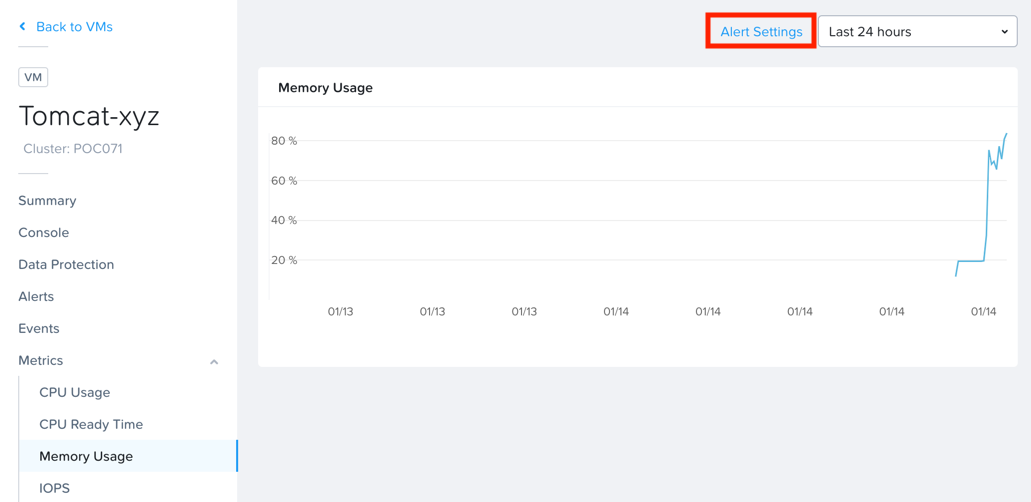 Back to VMs
VM
Tomcat-xyz
Cluster: POC071
Summary
Console
Data Protection
Alerts
Events
Metrics
CPU Usage
CPU Ready Time
Memory Usage
IOPS
Alert Settings
Last 24 hours
Memory Usage
80 %
60 %
40 %
20 %
01/13 01/13 01/13 01/14 01/14 01/14 01/14 01/14